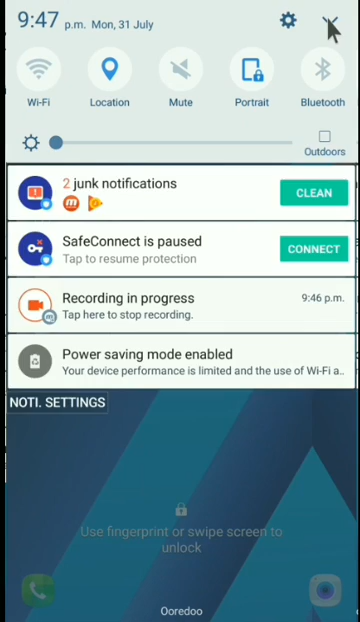 9:47 p.m. Mon, 31 July
Wi-Fi Location Mute Portrait Bluetooth
Outdoors
2 junk notifications
CLEAN
SafeConnect is paused
Tap to resume protection
CONNECT
Recording in progress 9:46 p.m.
Tap here to stop recording.
Power saving mode enabled
Your device performance is limited and the use of Wi-Fi a..
NOTI. SETTINGS
Use fingerprint or swipe screen to
unlock
Ooredoo